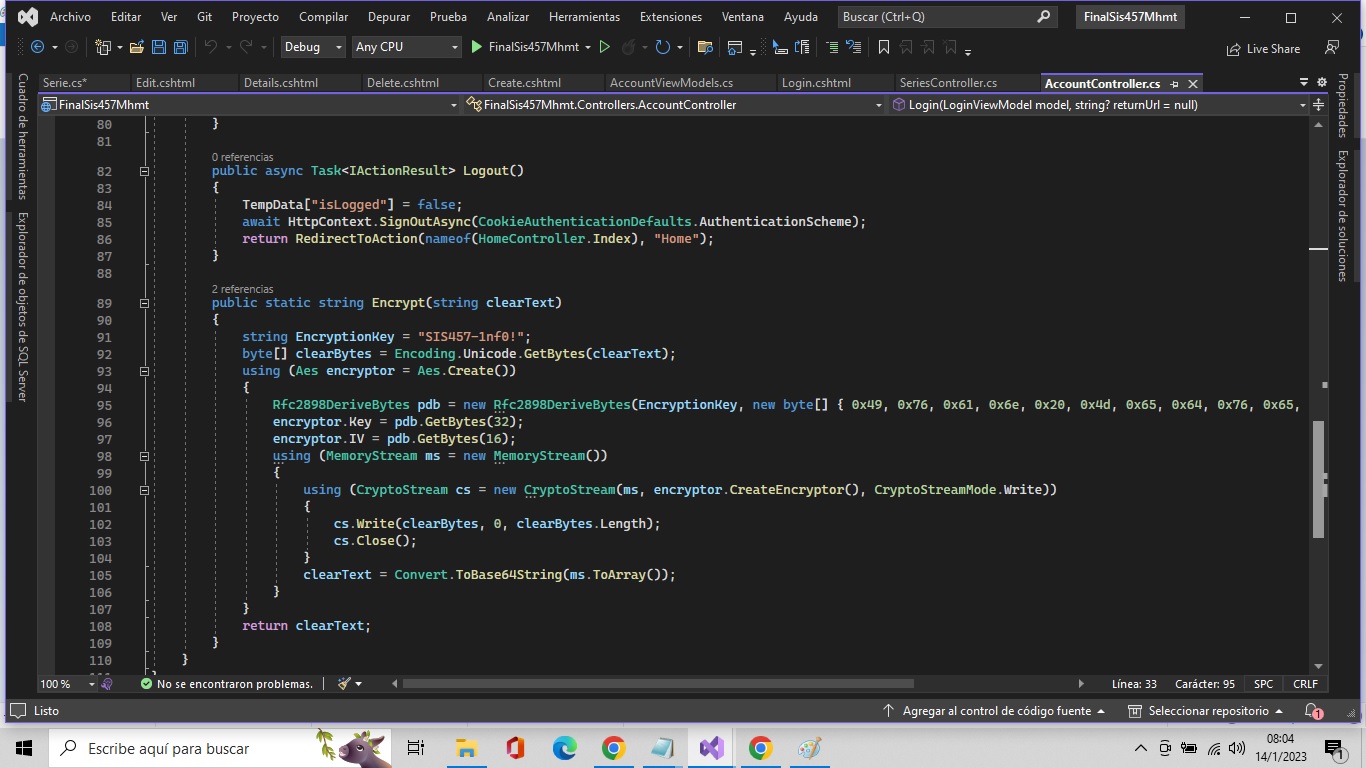 Archivo Editar Ver Git Proyecto Compilar Depurar Prueba Analizar Herramientas Extensiones Ventana Ayuda Buscar (Ctrl+Q) FinalSis457Mhmt
Debug Any CPU FinalSis457Mhmt Live Share
Serie.cs* Edit.cshtml Details.cshtml Delete.cshtml Create.cshtml AccountViewModels.cs Login.cshtml SeriesController.cs AccountController.cs
FinalSis457Mhmt FinalSis457Mhmt.Controllers.AccountController Login(LoginViewModel model, string? returnUrl = null)
Cuadro de herramientas
Explorador de objetos de SQL Server
80 }
81
0 referencias
82 public async Task<IActionResult> Logout()
83 {
84 TempData["isLogged"] = false;
85 await HttpContext.SignOutAsync(CookieAuthenticationDefaults.AuthenticationScheme);
86 return RedirectToAction(nameof(HomeController.Index), "Home");
87 }
88
2 referencias
89 public static string Encrypt(string clearText)
90 {
91 string EncryptionKey = "SIS457-1nf0!";
92 byte[] clearBytes = Encoding.Unicode.GetBytes(clearText);
93 using (Aes encryptor = Aes.Create())
94 {
95 Rfc2898DeriveBytes pdb = new Rfc2898DeriveBytes(EncryptionKey, new byte[] { 0x49, 0x76, 0x61, 0x6e, 0x20, 0x4d, 0x65, 0x64, 0x76, 0x65,
96 encryptor.Key = pdb.GetBytes(32);
97 encryptor.IV = pdb.GetBytes(16);
98 using (MemoryStream ms = new MemoryStream())
99 {
100 using (CryptoStream cs = new CryptoStream(ms, encryptor.CreateEncryptor(), CryptoStreamMode.Write))
101 {
102 cs.Write(clearBytes, 0, clearBytes.Length);
103 cs.Close();
104 }
105 clearText = Convert.ToBase64String(ms.ToArray());
106 }
107 }
108 return clearText;
109 }
110 }
Propiedades
Explorador de soluciones
100 % No se encontraron problemas. Línea: 33 Carácter: 95 SPC CRLF
Listo Agregar al control de código fuente Seleccionar repositorio 1
Escribe aquí para buscar
08:04
14/1/2023
1